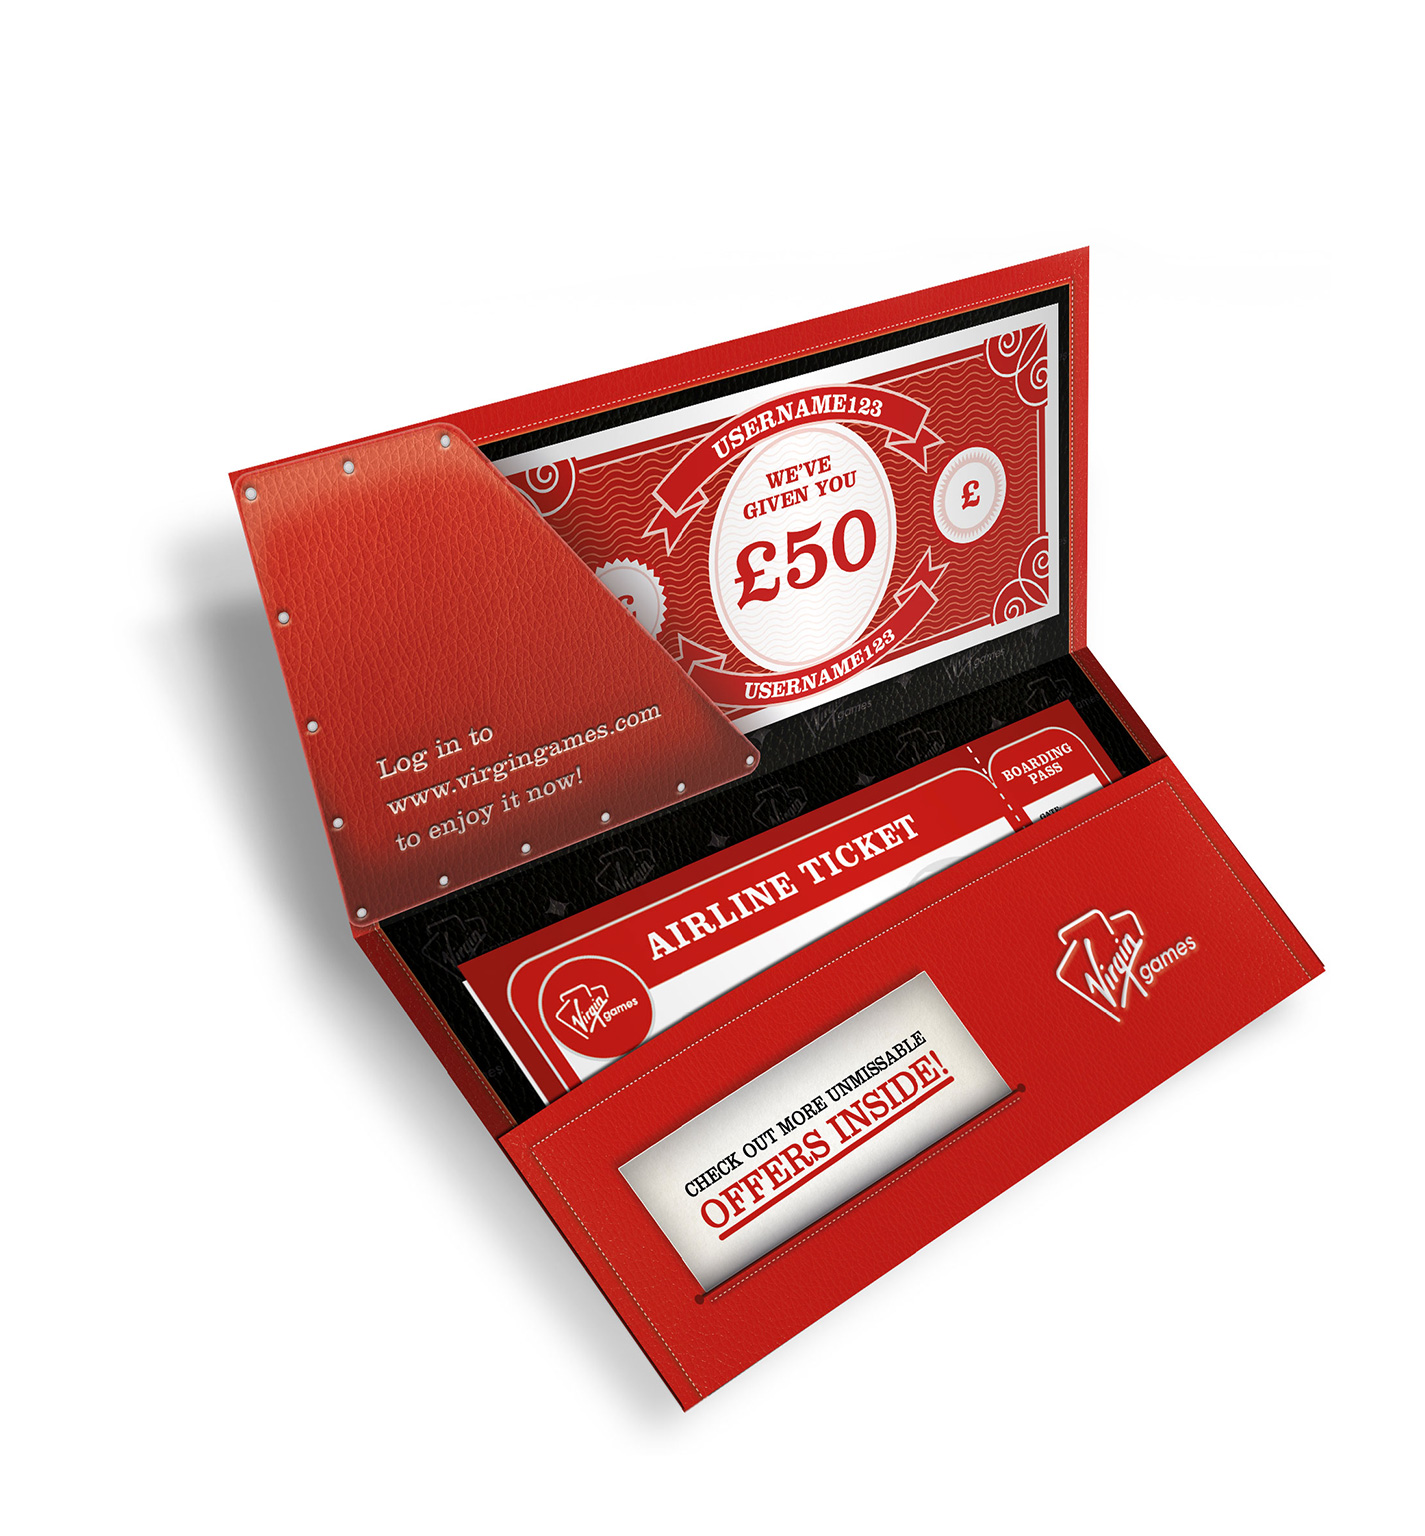 USERNAME123
WE'VE
GIVEN YOU
£50
£
£
USERNAME123
Log in to
www.virgingames.com
to enjoy it now!
BOARDING
PASS
GATE
AIRLINE TICKET
Virgin
games
Virgin
games
CHECK OUT MORE UNMISSABLE
OFFERS INSIDE!